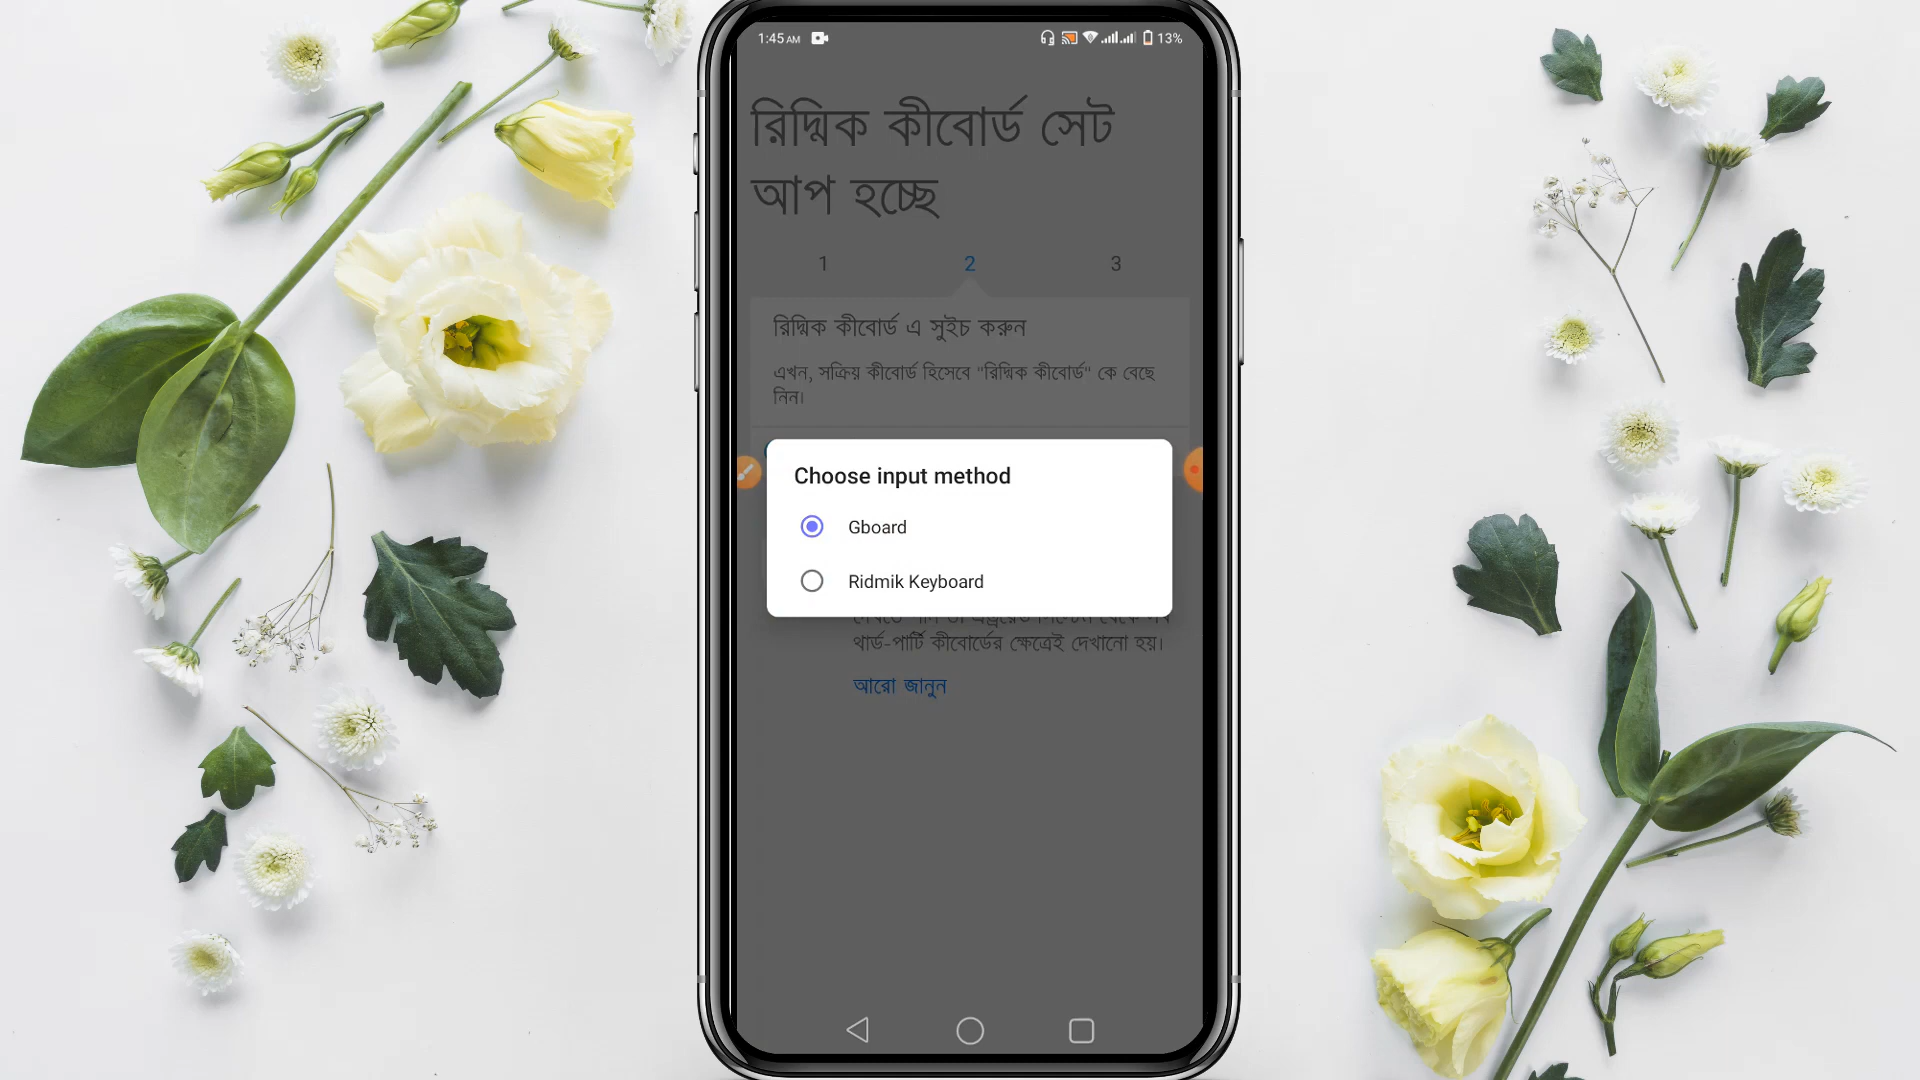 1:45 AM
13%
রিদ্মিক কীবোর্ড সেট
আপ হচ্ছে
1 2 3
রিদ্মিক কীবোর্ড এ সুইচ করুন
এখন, সক্রিয় কীবোর্ড হিসেবে "রিদ্মিক কীবোর্ড" কে বেছে
নিন।
Choose input method
Gboard
Ridmik Keyboard
থার্ড-পার্টি কীবোর্ডের ক্ষেত্রেই দেখানো হয়।
আরো জানুন